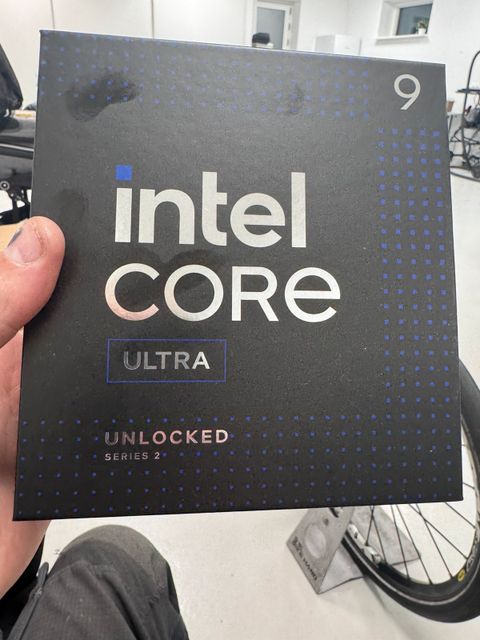 9
intel
CORE
ULTRA
UNLOCKED
SERIES 2